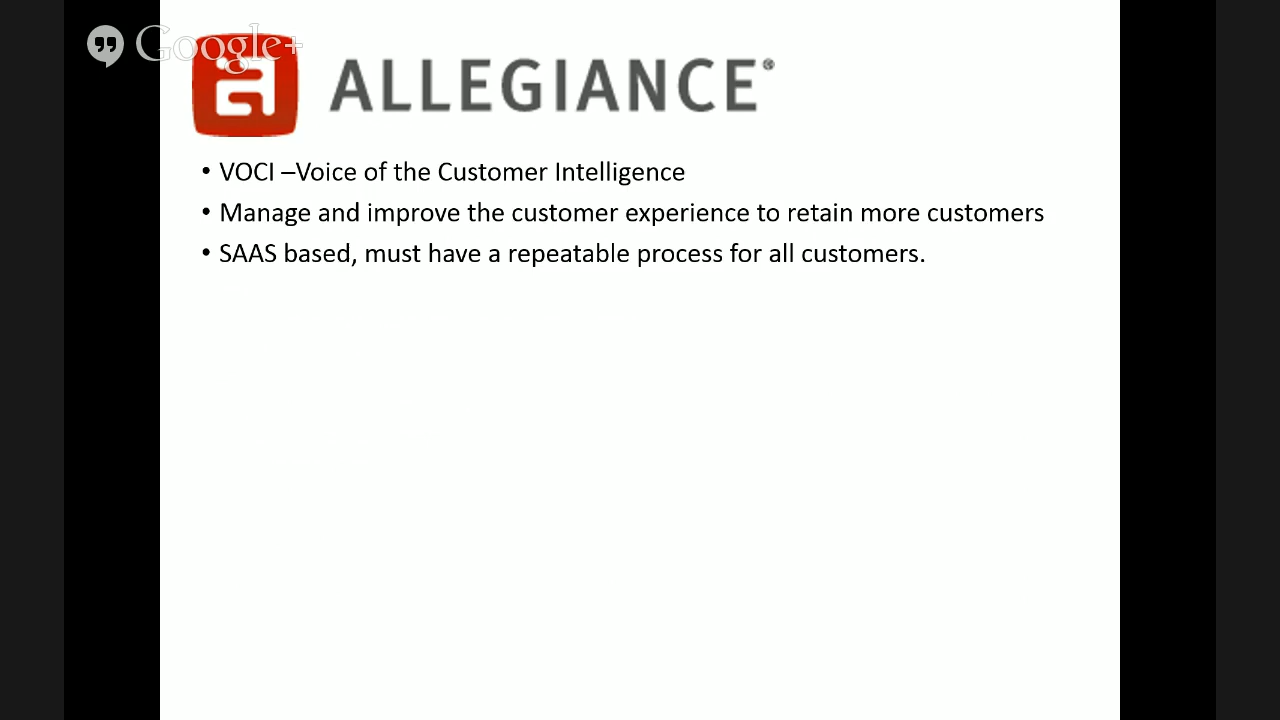 Google+
ALLEGIANCE
• VOCI –Voice of the Customer Intelligence
• Manage and improve the customer experience to retain more customers
• SAAS based, must have a repeatable process for all customers.